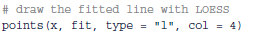 # draw the fitted line with LOESS
points(x, fit, type = "l", col = 4)